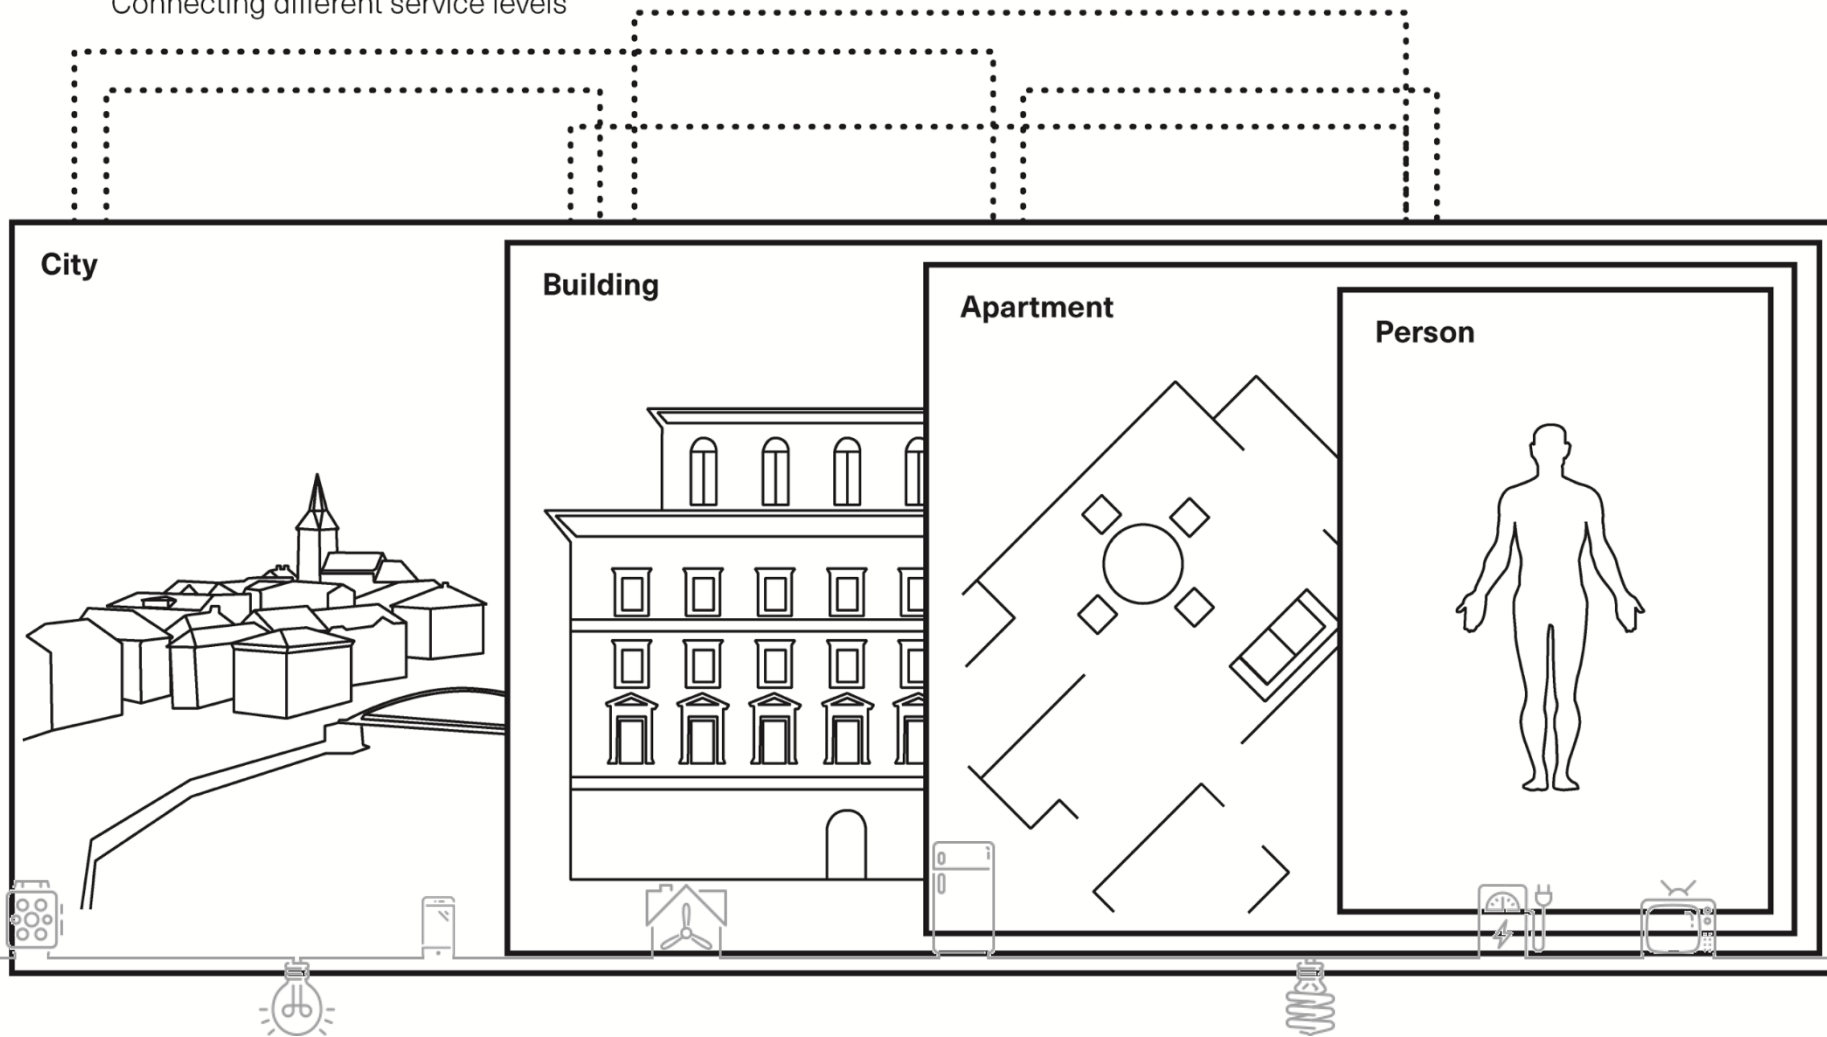 Connecting different service levels
City
Building
Apartment
Person